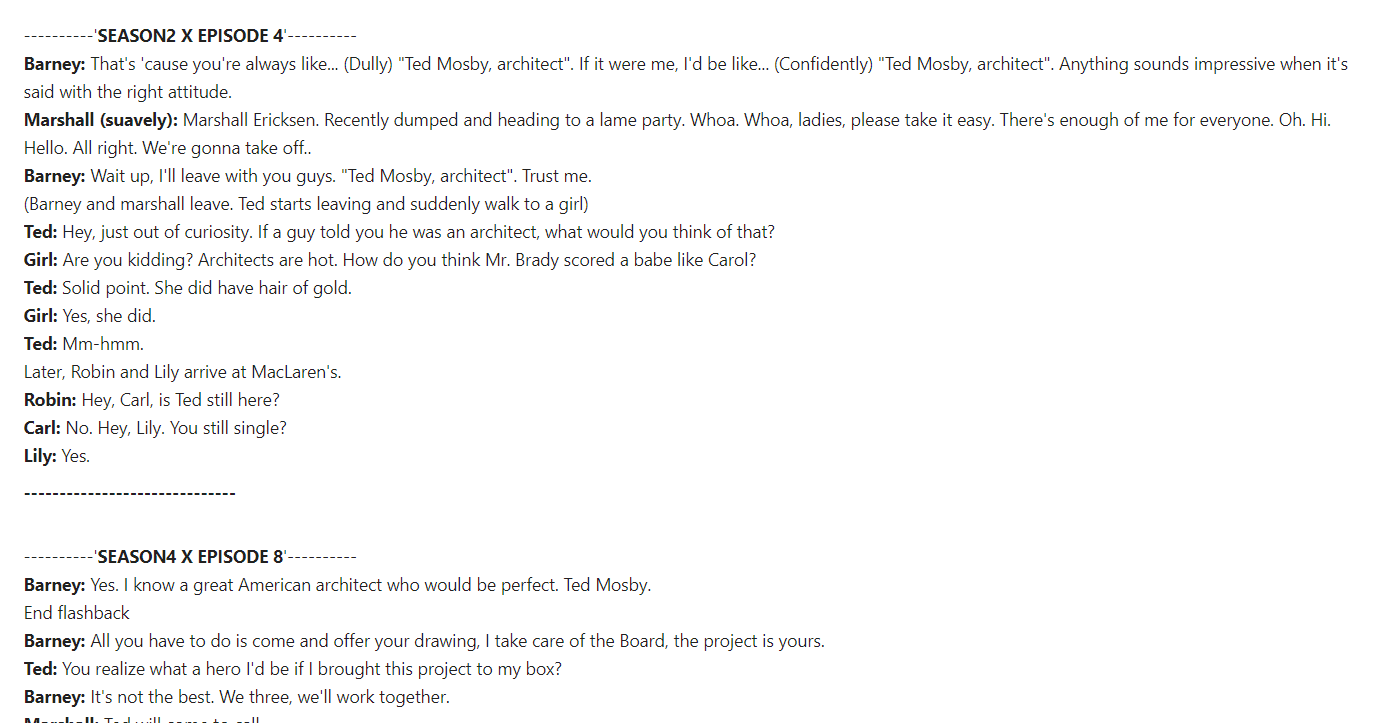 ----------'SEASON2 X EPISODE 4'----------
Barney: That's 'cause you're always like... (Dully) "Ted Mosby, architect". If it were me, I'd be like... (Confidently) "Ted Mosby, architect". Anything sounds impressive when it's
said with the right attitude.
Marshall (suavely): Marshall Ericksen. Recently dumped and heading to a lame party. Whoa. Whoa, ladies, please take it easy. There's enough of me for everyone. Oh. Hi.
Hello. All right. We're gonna take off..
Barney: Wait up, I'll leave with you guys. "Ted Mosby, architect". Trust me.
(Barney and marshall leave. Ted starts leaving and suddenly walk to a girl)
Ted: Hey, just out of curiosity. If a guy told you he was an architect, what would you think of that?
Girl: Are you kidding? Architects are hot. How do you think Mr. Brady scored a babe like Carol?
Ted: Solid point. She did have hair of gold.
Girl: Yes, she did.
Ted: Mm-hmm.
Later, Robin and Lily arrive at MacLaren's.
Robin: Hey, Carl, is Ted still here?
Carl: No. Hey, Lily. You still single?
Lily: Yes.
------------------------------
----------'SEASON4 X EPISODE 8'----------
Barney: Yes. I know a great American architect who would be perfect. Ted Mosby.
End flashback
Barney: All you have to do is come and offer your drawing, I take care of the Board, the project is yours.
Ted: You realize what a hero I'd be if I brought this project to my box?
Barney: It's not the best. We three, we'll work together.
Marshall: Ted will come to call